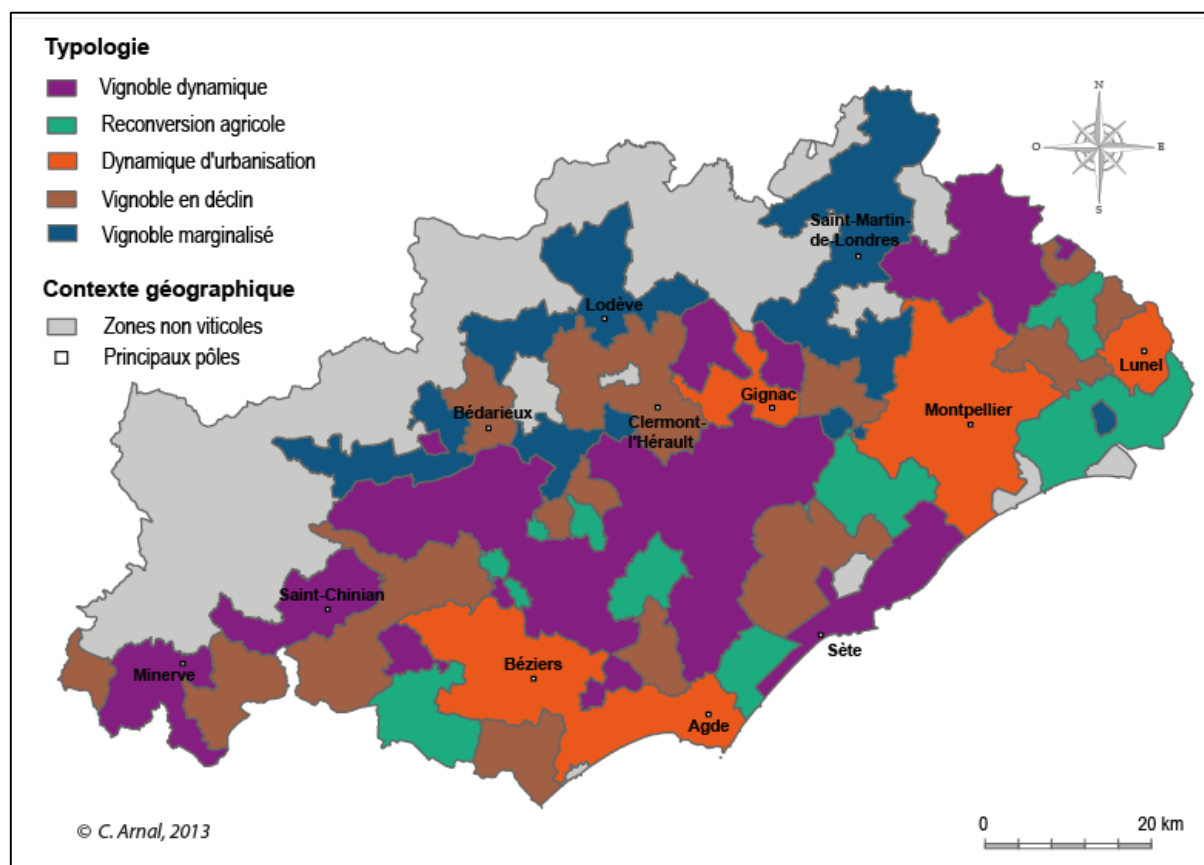 Typologie
Vignoble dynamique
Reconversion agricole
Dynamique d'urbanisation
Vignoble en déclin
Vignoble marginalisé
Contexte géographique
Zones non viticoles
Principaux pôles
N
O
E
S
Saint-Martin-
de-Londres
Lodève
Lunel
Gignac
Bédarieux
Clermont-
l'Hérault
Montpellier
Saint-Chinian
Sète
Minerve
Béziers
Agde
© C. Arnal, 2013
0
20 km